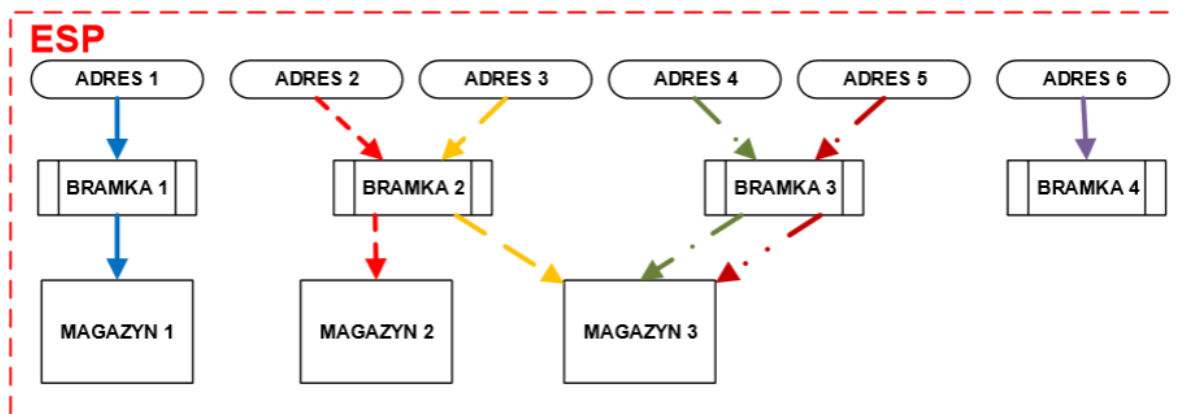 ESP
ADRES 1
ADRES 2
ADRES 3
ADRES 4
ADRES 5
ADRES 6
BRAMKA 1
BRAMKA 2
BRAMKA 3
BRAMKA 4
MAGAZYN 1
MAGAZYN 2
MAGAZYN 3